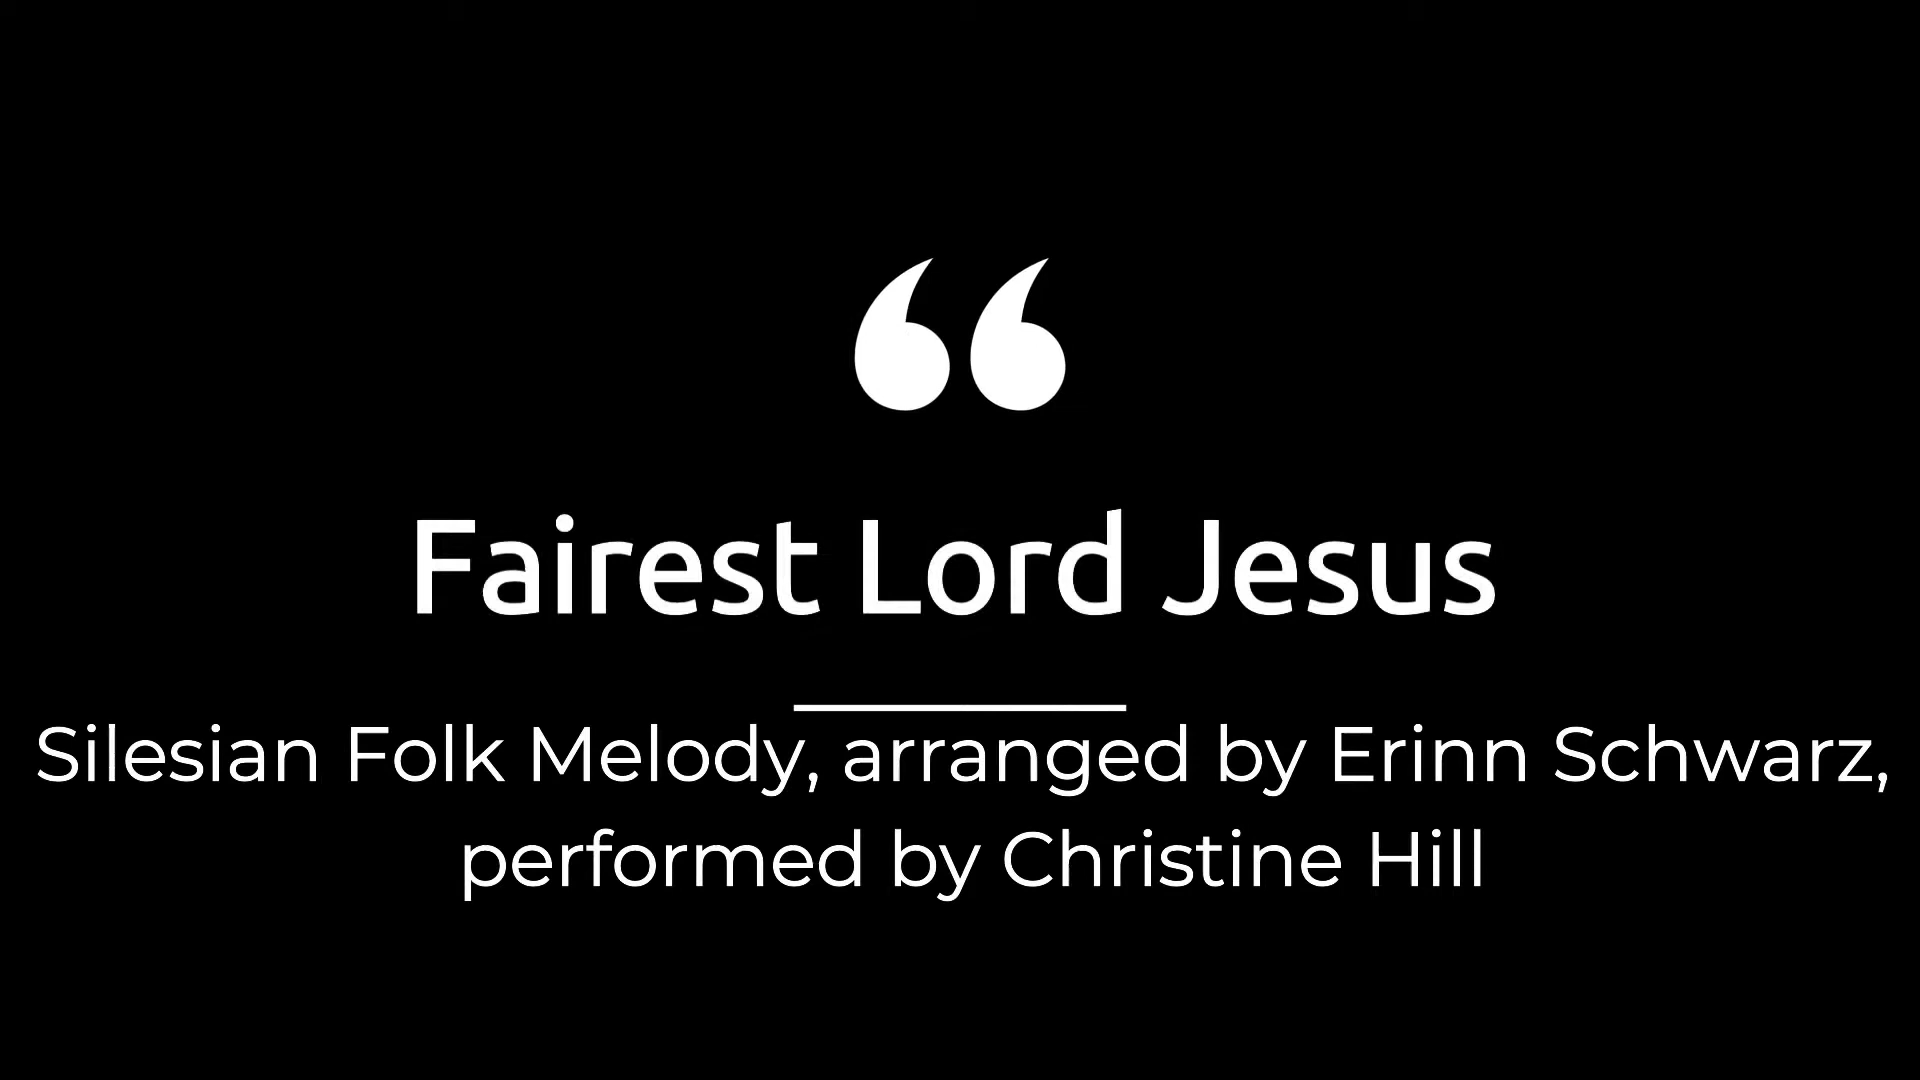 “
Fairest Lord Jesus
Silesian Folk Melody, arranged by Erinn Schwarz,
performed by Christine Hill